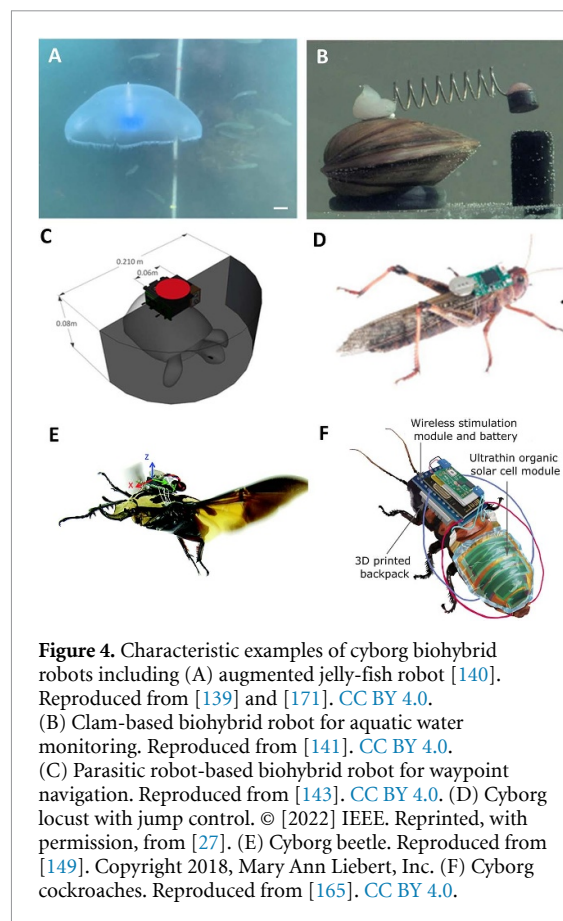 A
B
C
0.210 m
0.06m
0.08m
D
E
z
x
F
Wireless stimulation
module and battery
Ultrathin organic
solar cell module
3D printed
backpack
Figure 4. Characteristic examples of cyborg biohybrid
robots including (A) augmented jelly-fish robot [140].
Reproduced from [139] and [171]. CC BY 4.0.
(B) Clam-based biohybrid robot for aquatic water
monitoring. Reproduced from [141]. CC BY 4.0.
(C) Parasitic robot-based biohybrid robot for waypoint
navigation. Reproduced from [143]. CC BY 4.0. (D) Cyborg
locust with jump control. © [2022] IEEE. Reprinted, with
permission, from [27]. (E) Cyborg beetle. Reproduced from
[149]. Copyright 2018, Mary Ann Liebert, Inc. (F) Cyborg
cockroaches. Reproduced from [165]. CC BY 4.0.